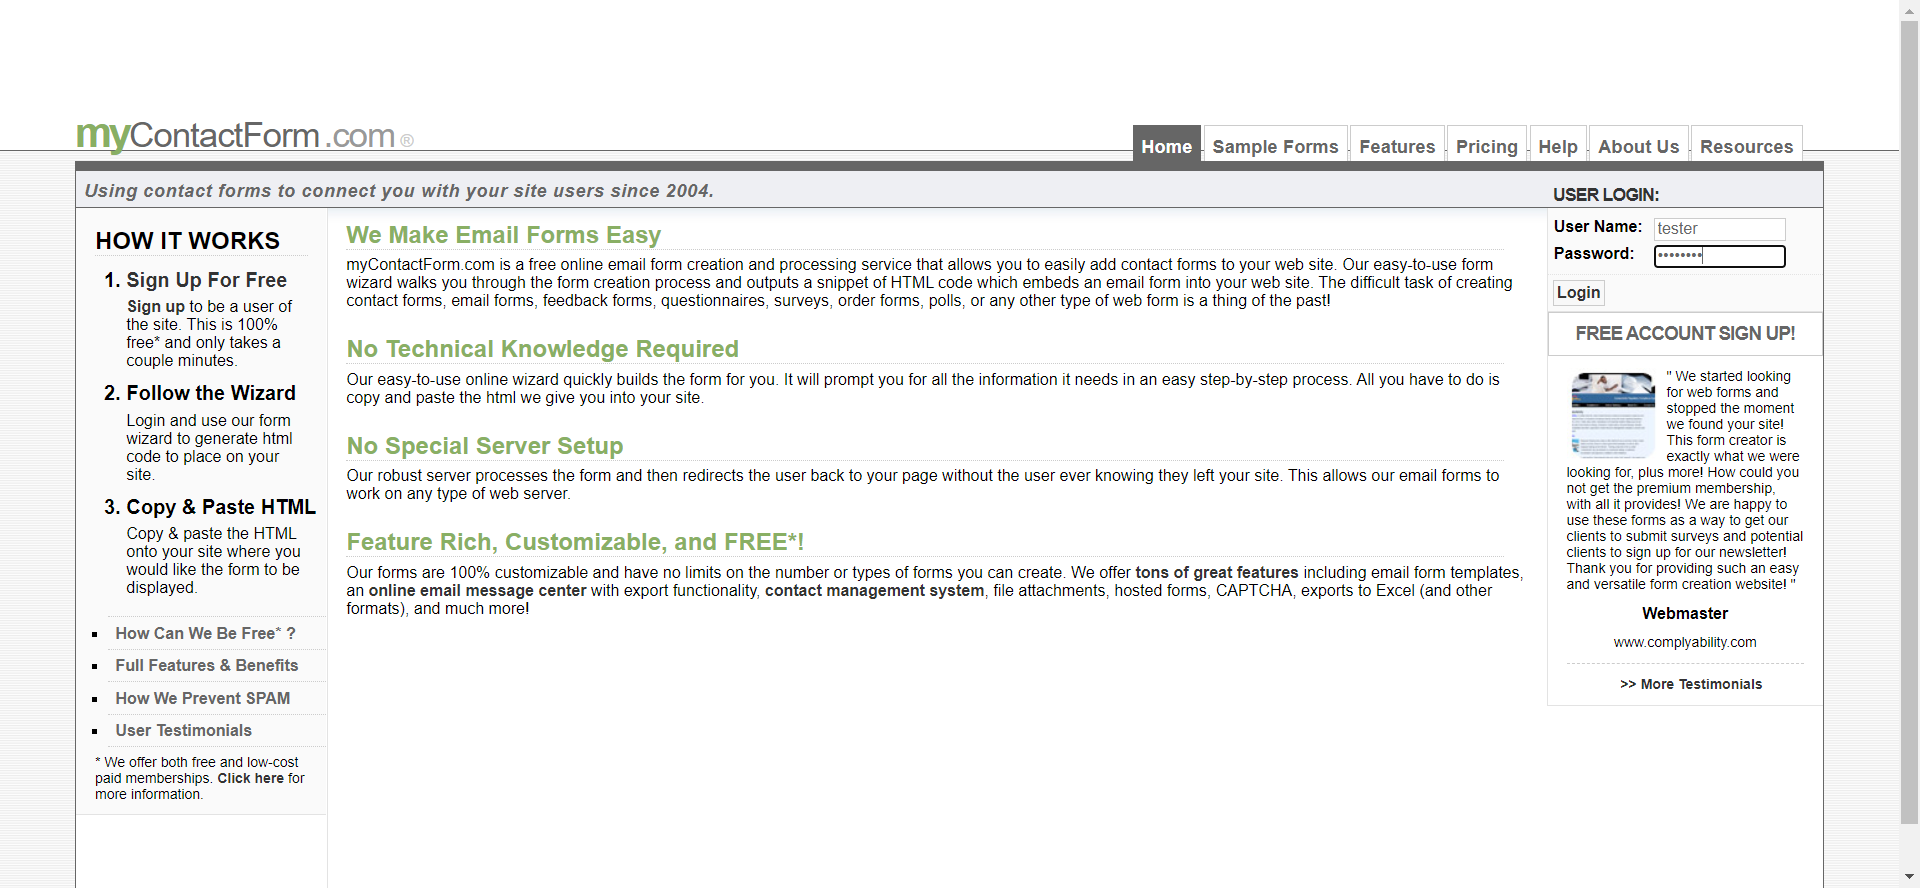 myContactForm.com®
Home
Sample Forms
Features
Pricing
Help
About Us
Resources
Using contact forms to connect you with your site users since 2004.
USER LOGIN:
HOW IT WORKS
1. Sign Up For Free
Sign up to be a user of
the site. This is 100%
free* and only takes a
couple minutes.
2. Follow the Wizard
Login and use our form
wizard to generate html
code to place on your
site.
3. Copy & Paste HTML
Copy & paste the HTML
onto your site where you
would like the form to be
displayed.
How Can We Be Free* ?
Full Features & Benefits
How We Prevent SPAM
User Testimonials
* We offer both free and low-cost
paid memberships. Click here for
more information.
We Make Email Forms Easy
myContactForm.com is a free online email form creation and processing service that allows you to easily add contact forms to your web site. Our easy-to-use form
wizard walks you through the form creation process and outputs a snippet of HTML code which embeds an email form into your web site. The difficult task of creating
contact forms, email forms, feedback forms, questionnaires, surveys, order forms, polls, or any other type of web form is a thing of the past!
No Technical Knowledge Required
Our easy-to-use online wizard quickly builds the form for you. It will prompt you for all the information it needs in an easy step-by-step process. All you have to do is
copy and paste the html we give you into your site.
No Special Server Setup
Our robust server processes the form and then redirects the user back to your page without the user ever knowing they left your site. This allows our email forms to
work on any type of web server.
Feature Rich, Customizable, and FREE*!
Our forms are 100% customizable and have no limits on the number or types of forms you can create. We offer tons of great features including email form templates,
an online email message center with export functionality, contact management system, file attachments, hosted forms, CAPTCHA, exports to Excel (and other
formats), and much more!
User Name: tester
Password: ••••••••
Login
FREE ACCOUNT SIGN UP!
" We started looking
for web forms and
stopped the moment
we found your site!
This form creator is
exactly what we were
looking for, plus more! How could you
not get the premium membership,
with all it provides! We are happy to
use these forms as a way to get our
clients to submit surveys and potential
clients to sign up for our newsletter!
Thank you for providing such an easy
and versatile form creation website! "
Webmaster
www.complyability.com
>> More Testimonials